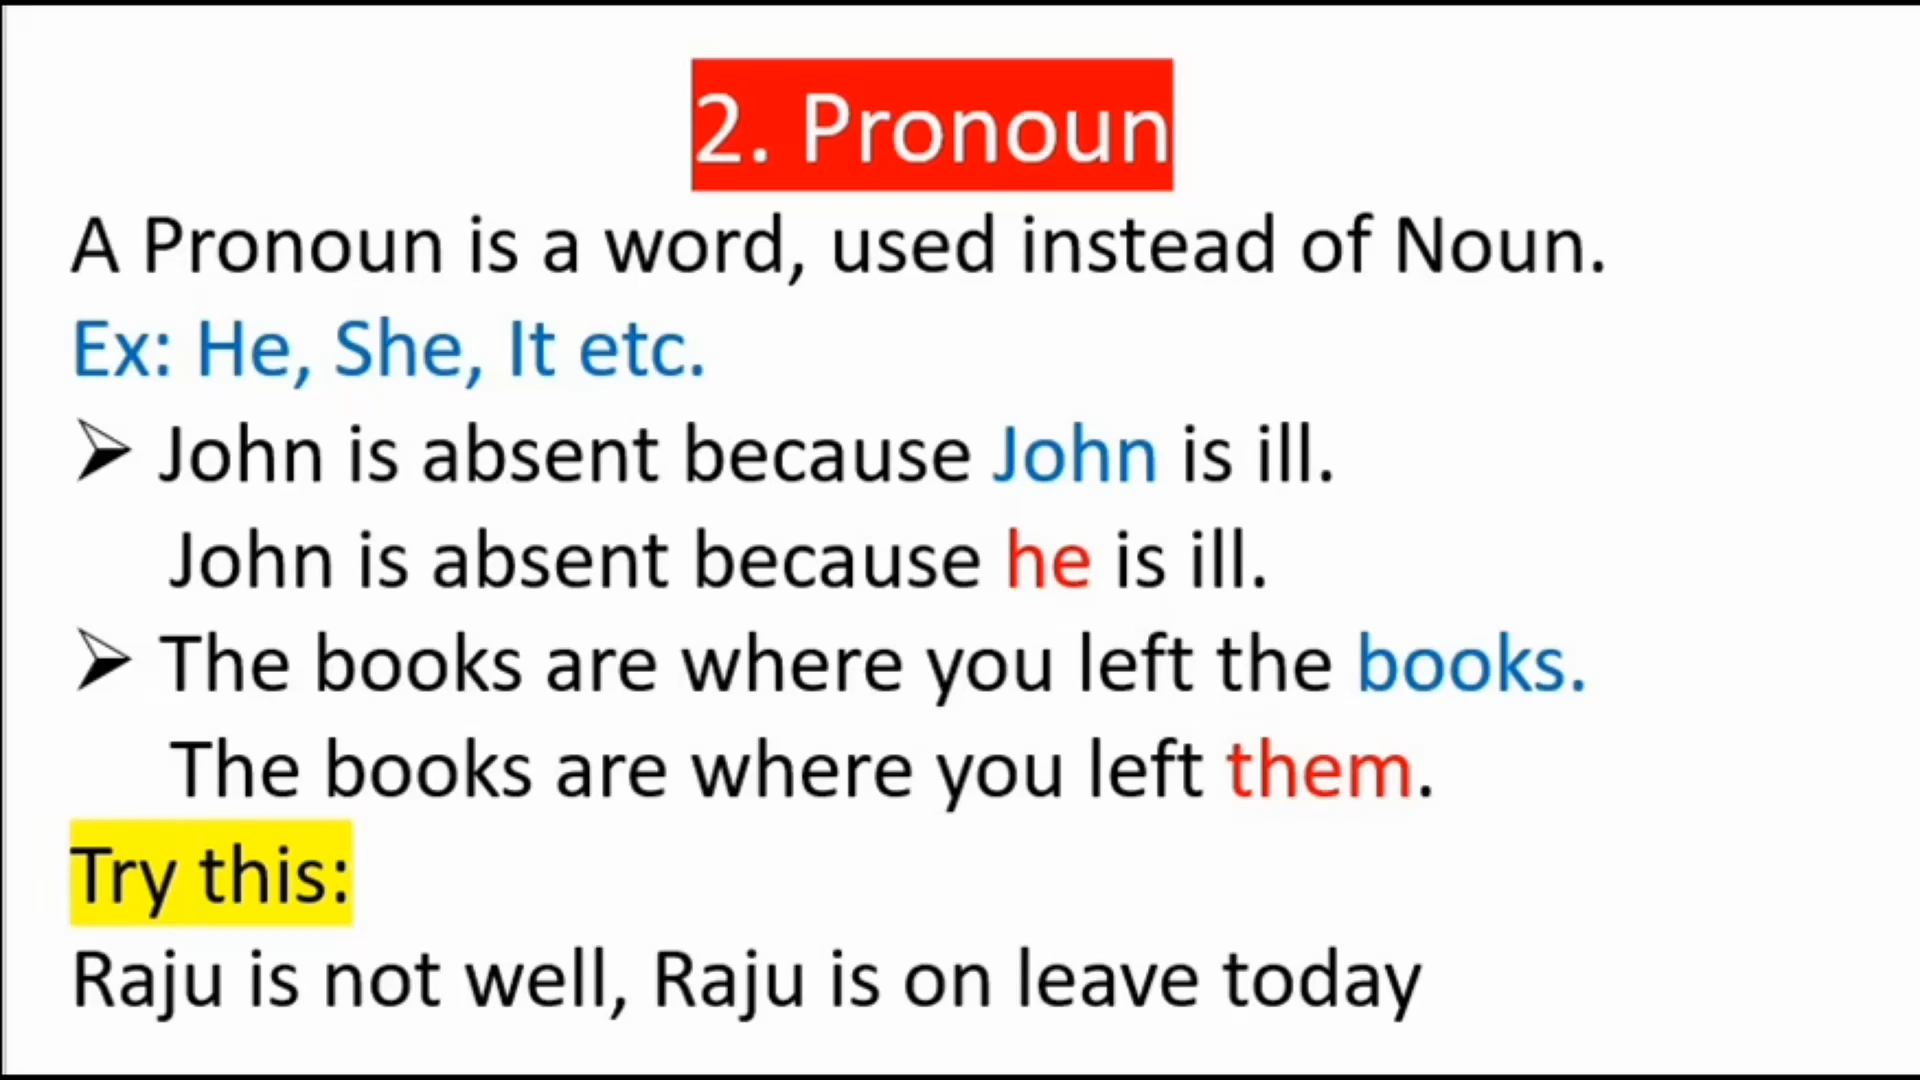 2. Pronoun
A Pronoun is a word, used instead of Noun.
Ex: He, She, It etc.
➢ John is absent because John is ill.
John is absent because he is ill.
➢ The books are where you left the books.
The books are where you left them.
Try this:
Raju is not well, Raju is on leave today